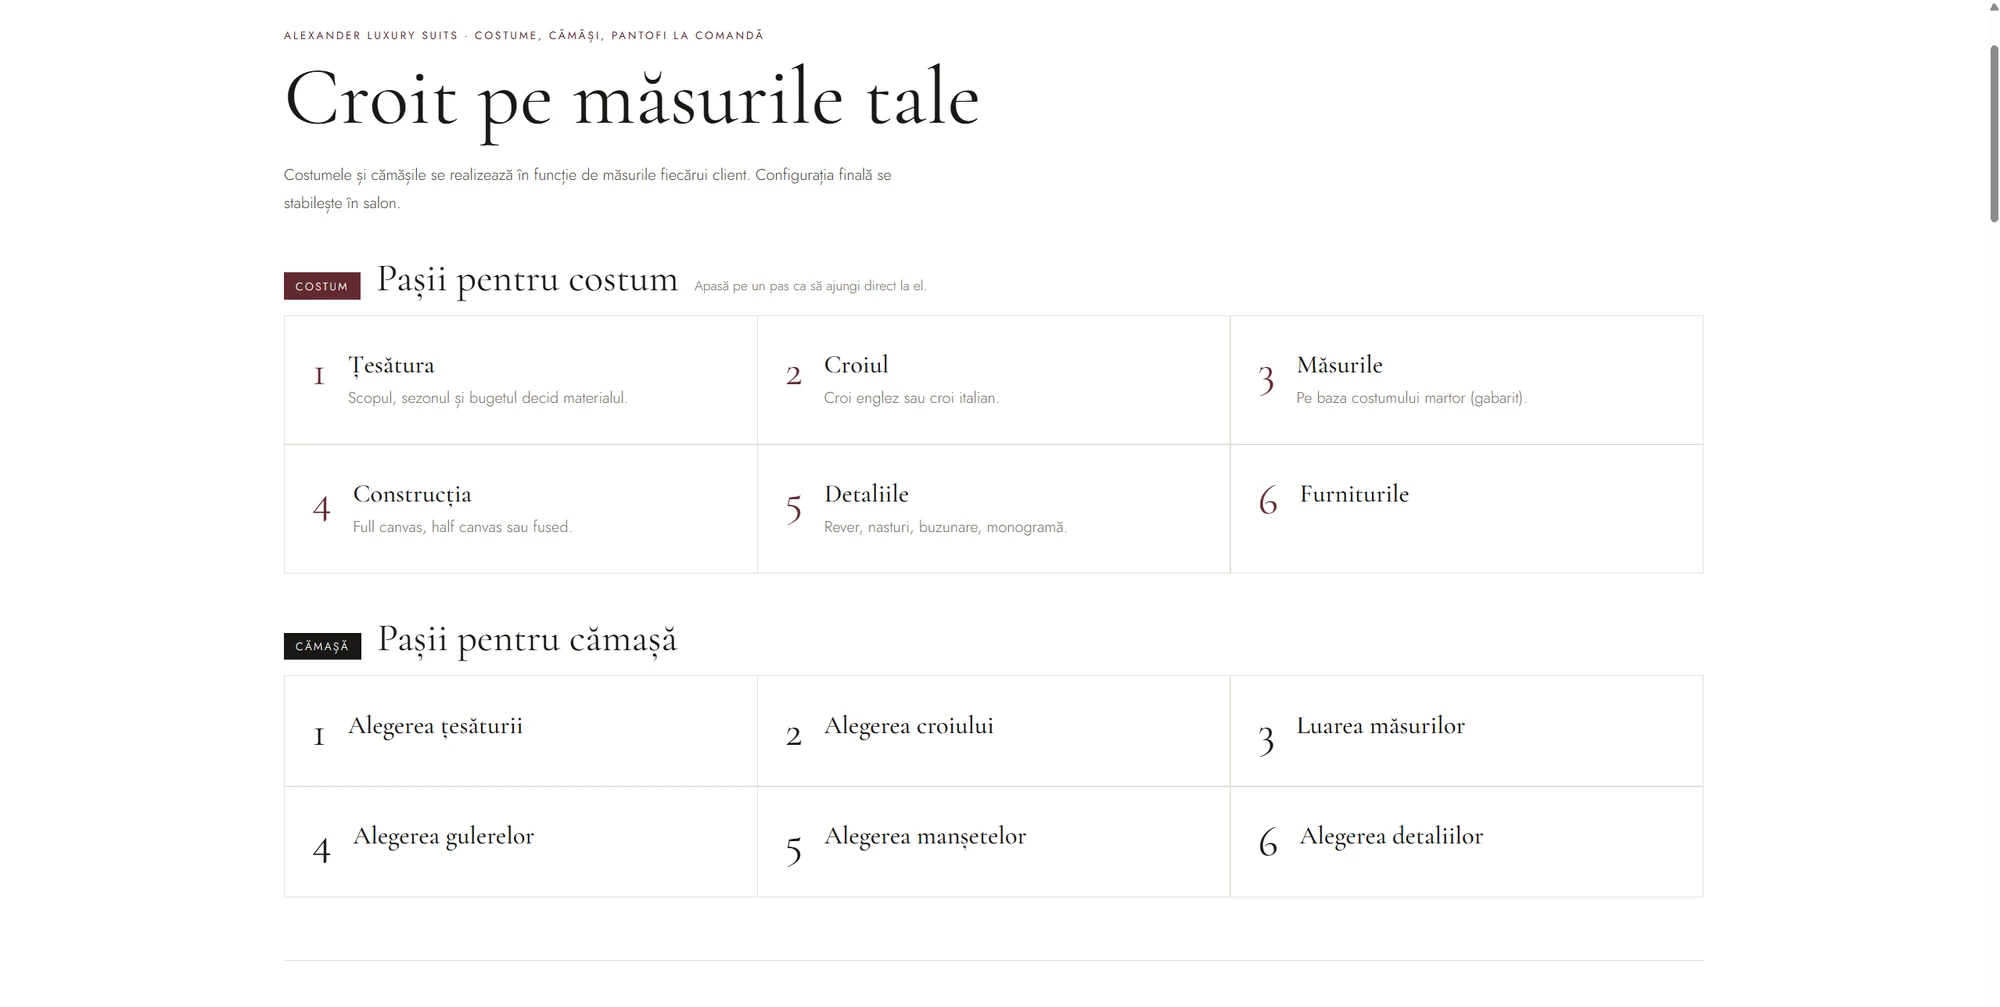 ALEXANDER LUXURY SUITS · COSTUME, CĂMĂȘI, PANTOFI LA COMANDĂ
Croit pe măsurile tale
Costumele și cămășile se realizează în funcție de măsurile fiecărui client. Configurația finală se
stabilește în salon.
COSTUM Pașii pentru costum Apasă pe un pas ca să ajungi direct la el.
1 Țesătura
Scopul, sezonul și bugetul decid materialul.
2 Croiul
Croi englez sau croi italian.
3 Măsurile
Pe baza costumului martor (gabarit).
4 Construcția
Full canvas, half canvas sau fused.
5 Detaliile
Rever, nasturi, buzunare, monogramă.
6 Furniturile
CĂMAȘĂ Pașii pentru cămașă
1 Alegerea țesăturii
2 Alegerea croiului
3 Luarea măsurilor
4 Alegerea gulerelor
5 Alegerea manșetelor
6 Alegerea detaliilor